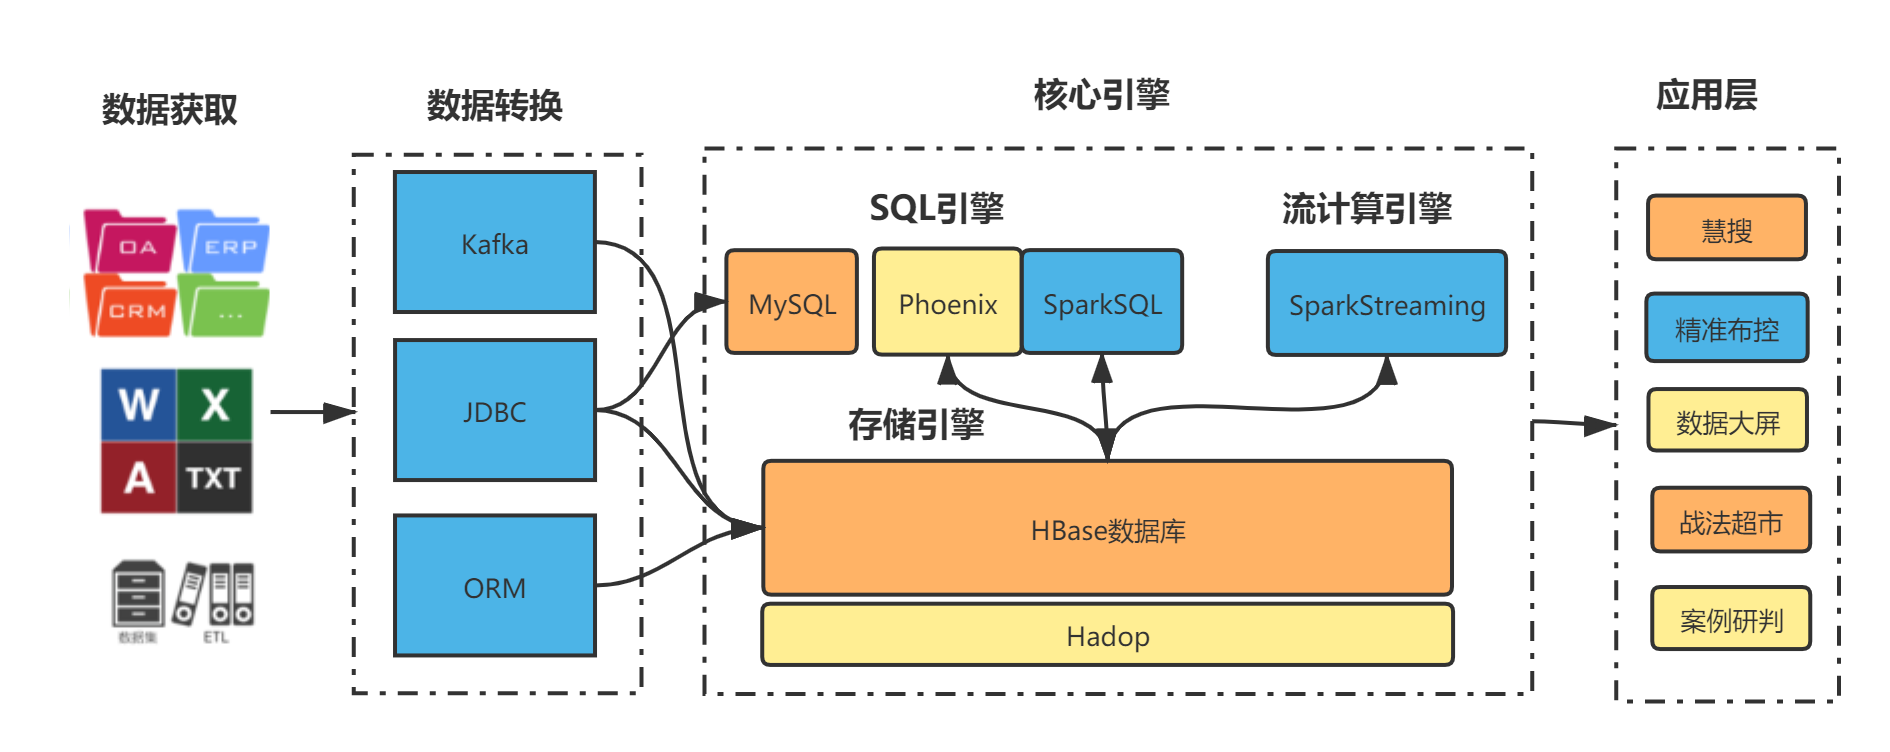 数据获取
数据转换
核心引擎
应用层
OA
ERP
CRM
...
W
X
A
TXT
数据集
ETL
Kafka
JDBC
ORM
SQL引擎
流计算引擎
MySQL
Phoenix
SparkSQL
SparkStreaming
存储引擎
HBase数据库
Hadop
慧搜
精准布控
数据大屏
战法超市
案例研判